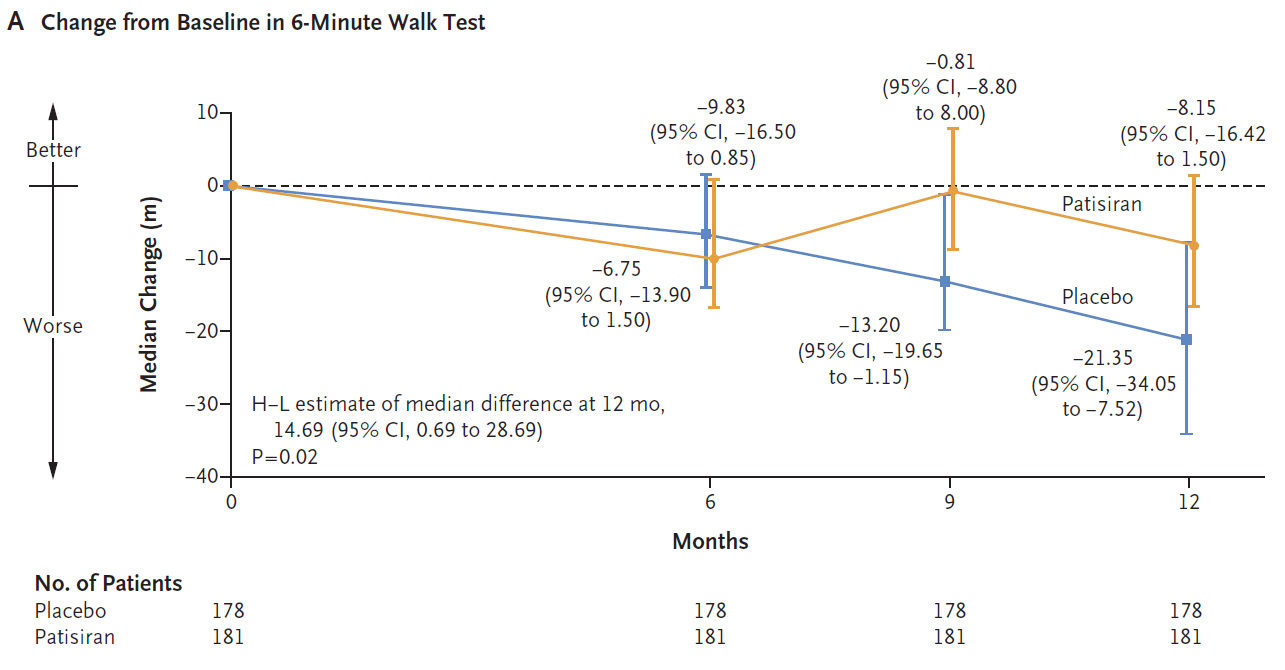 A Change from Baseline in 6-Minute Walk Test
Better
Worse
Median Change (m)
10
0
–10
–20
–30
–40
–9.83
(95% CI, –16.50
to 0.85)
–0.81
(95% CI, –8.80
to 8.00)
–8.15
(95% CI, –16.42
to 1.50)
Patisiran
–6.75
(95% CI, –13.90
to 1.50)
Placebo
–13.20
(95% CI, –19.65
to –1.15)
–21.35
(95% CI, –34.05
to –7.52)
H–L estimate of median difference at 12 mo,
14.69 (95% CI, 0.69 to 28.69)
P=0.02
0 6 9 12
Months
No. of Patients
Placebo 178 178 178 178
Patisiran 181 181 181 181